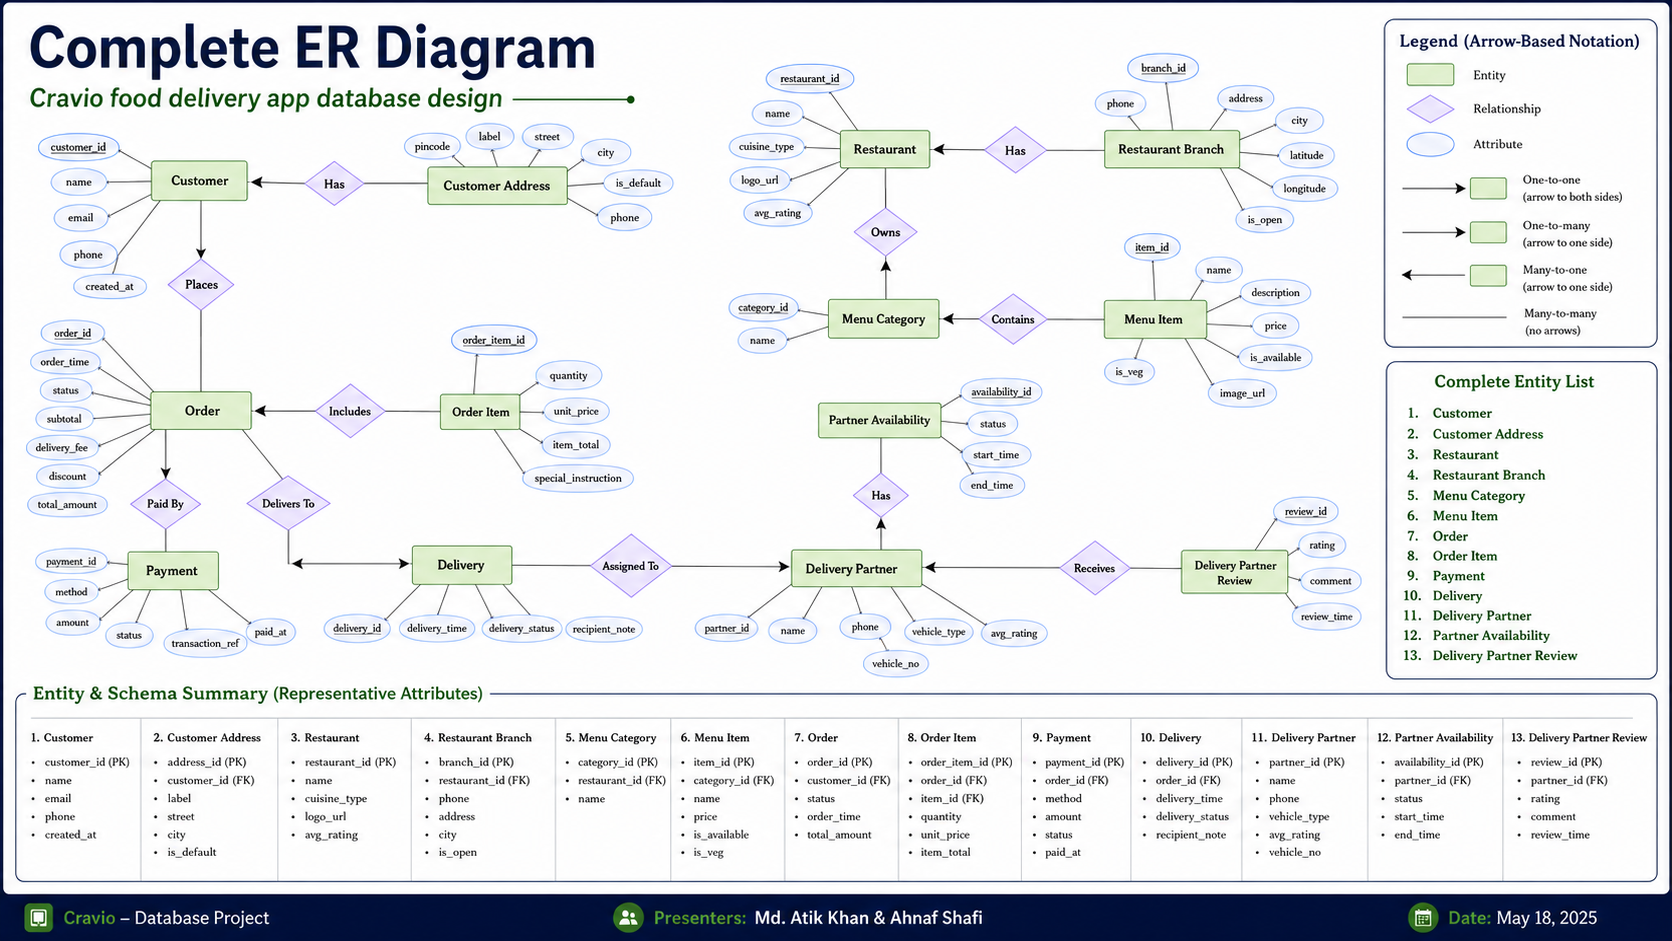 Complete ER Diagram
Cravio food delivery app database design
customer_id
name
email
phone
created_at
Customer
Has
pincode
label
street
city
is_default
phone
Customer Address
Places
order_id
order_time
status
subtotal
delivery_fee
discount
total_amount
Order
Includes
order_item_id
quantity
unit_price
item_total
special_instruction
Order Item
Paid By
Delivers To
payment_id
method
amount
status
transaction_ref
paid_at
Payment
Delivery
delivery_id
delivery_time
delivery_status
recipient_note
Assigned To
restaurant_id
name
cuisine_type
logo_url
avg_rating
Restaurant
Has
branch_id
phone
address
city
latitude
longitude
is_open
Restaurant Branch
Owns
category_id
name
Menu Category
Contains
item_id
name
description
price
is_available
image_url
is_veg
Menu Item
Partner Availability
availability_id
status
start_time
end_time
Has
Delivery Partner
partner_id
name
phone
vehicle_no
vehicle_type
avg_rating
Receives
Delivery Partner
Review
review_id
rating
comment
review_time
Legend (Arrow-Based Notation)
Entity
Relationship
Attribute
One-to-one
(arrow to both sides)
One-to-many
(arrow to one side)
Many-to-one
(arrow to one side)
Many-to-many
(no arrows)
Complete Entity List
1. Customer
2. Customer Address
3. Restaurant
4. Restaurant Branch
5. Menu Category
6. Menu Item
7. Order
8. Order Item
9. Payment
10. Delivery
11. Delivery Partner
12. Partner Availability
13. Delivery Partner Review
Entity & Schema Summary (Representative Attributes)
1. Customer
• customer_id (PK)
• name
• email
• phone
• created_at
2. Customer Address
• address_id (PK)
• customer_id (FK)
• label
• street
• city
• is_default
3. Restaurant
• restaurant_id (PK)
• name
• cuisine_type
• logo_url
• avg_rating
4. Restaurant Branch
• branch_id (PK)
• restaurant_id (FK)
• phone
• address
• city
• is_open
5. Menu Category
• category_id (PK)
• restaurant_id (FK)
• name
6. Menu Item
• item_id (PK)
• category_id (FK)
• name
• price
• is_available
• is_veg
7. Order
• order_id (PK)
• customer_id (FK)
• status
• order_time
• total_amount
8. Order Item
• order_item_id (PK)
• order_id (FK)
• item_id (FK)
• quantity
• unit_price
• item_total
9. Payment
• payment_id (PK)
• order_id (FK)
• method
• amount
• status
• paid_at
10. Delivery
• delivery_id (PK)
• order_id (FK)
• delivery_time
• delivery_status
• recipient_note
11. Delivery Partner
• partner_id (PK)
• name
• phone
• vehicle_type
• avg_rating
• vehicle_no
12. Partner Availability
• availability_id (PK)
• partner_id (FK)
• status
• start_time
• end_time
13. Delivery Partner Review
• review_id (PK)
• partner_id (FK)
• rating
• comment
• review_time
Cravio – Database Project
Presenters: Md. Atik Khan & Ahnaf Shafi
Date: May 18, 2025